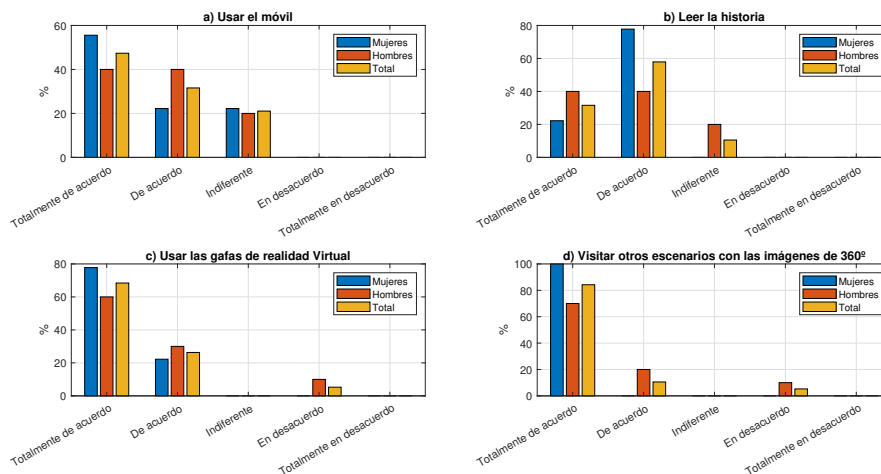 a) Usar el móvil
60
40
20
0
%
Mujeres
Hombres
Total
Totalmente de acuerdo
De acuerdo
Indiferente
En desacuerdo
Totalmente en desacuerdo
b) Leer la historia
80
60
40
20
0
%
Mujeres
Hombres
Total
Totalmente de acuerdo
De acuerdo
Indiferente
En desacuerdo
Totalmente en desacuerdo
c) Usar las gafas de realidad Virtual
80
60
40
20
0
%
Mujeres
Hombres
Total
Totalmente de acuerdo
De acuerdo
Indiferente
En desacuerdo
Totalmente en desacuerdo
d) Visitar otros escenarios con las imágenes de 360º
100
80
60
40
20
0
%
Mujeres
Hombres
Total
Totalmente de acuerdo
De acuerdo
Indiferente
En desacuerdo
Totalmente en desacuerdo